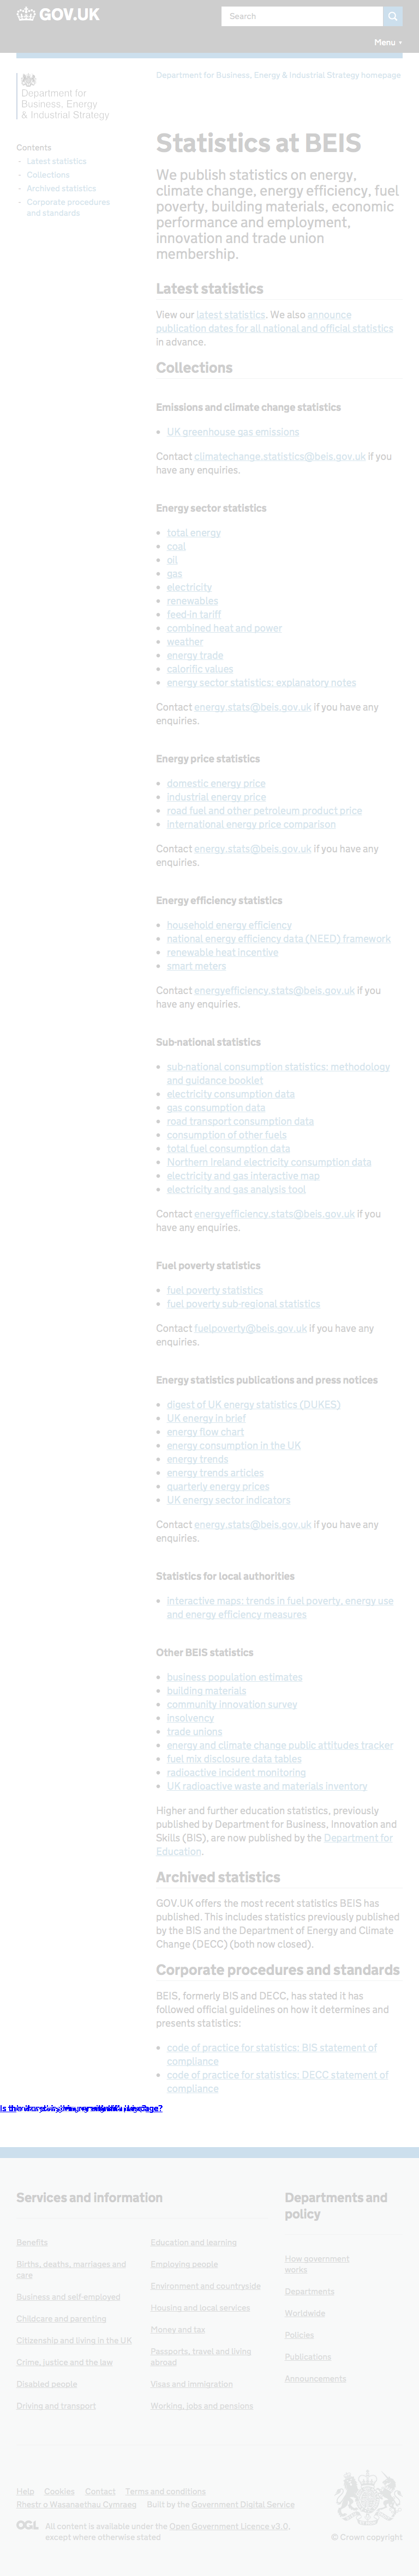 GOV.UK
Search
Menu
Department for Business, Energy & Industrial Strategy homepage
Department for
Business, Energy
& Industrial Strategy
Contents
Latest statistics
Collections
Archived statistics
Corporate procedures
and standards
Statistics at BEIS
We publish statistics on energy,
climate change, energy efficiency, fuel
poverty, building materials, economic
performance and employment,
innovation and trade union
membership.
Latest statistics
View our latest statistics. We also announce
publication dates for all national and official statistics
in advance.
Collections
Emissions and climate change statistics
UK greenhouse gas emissions
Contact climatechange.statistics@beis.gov.uk if you
have any enquiries.
Energy sector statistics
total energy
coal
oil
gas
electricity
renewables
feed-in tariff
combined heat and power
weather
energy trade
calorific values
energy sector statistics: explanatory notes
Contact energy.stats@beis.gov.uk if you have any
enquiries.
Energy price statistics
domestic energy price
industrial energy price
road fuel and other petroleum product price
international energy price comparison
Contact energy.stats@beis.gov.uk if you have any
enquiries.
Energy efficiency statistics
household energy efficiency
national energy efficiency data (NEED) framework
renewable heat incentive
smart meters
Contact energyefficiency.stats@beis.gov.uk if you
have any enquiries.
Sub-national statistics
sub-national consumption statistics: methodology
and guidance booklet
electricity consumption data
gas consumption data
road transport consumption data
consumption of other fuels
total fuel consumption data
Northern ireland electricity consumption data
electricity and gas interactive map
electricity and gas analysis tool
Contact energyefficiency.stats@beis.gov.uk if you
have any enquiries.
Fuel poverty statistics
fuel poverty statistics
fuel poverty sub-regional statistics
Contact fuelpoverty@beis.gov.uk if you have any
enquiries.
Energy statistics publications and press notices
digest of UK energy statistics (DUKES)
UK energy in brief
energy flow chart
energy consumption in the UK
energy trends
energy trends articles
quarterly energy prices
UK energy sector indicators
Contact energy.stats@beis.gov.uk if you have any
enquiries.
Statistics for local authorities
interactive maps: trends in fuel poverty, energy use
and energy efficiency measures
Other BEIS statistics
business population estimates
building materials
community innovation survey
insolvency
trade unions
energy and climate change public attitudes tracker
fuel mix disclosure data tables
radioactive incident monitoring
UK radioactive waste and materials inventory
Higher and further education statistics, previously
published by Department for Business, Innovation and
Skills (BIS), are now published by the Department for
Education.
Archived statistics
GOV.UK offers the most recent statistics BEIS has
published. This includes statistics previously published
by the BIS and the Department of Energy and Climate
Change (DECC) (both now closed).
Corporate procedures and standards
BEIS, formerly BIS and DECC, has stated it has
followed official guidelines on how it determines and
presents statistics:
code of practice for statistics: BIS statement of
compliance
code of practice for statistics: DECC statement of
compliance
Services and information
Benefits
Births, deaths, marriages and
care
Business and self-employed
Childcare and parenting
Citizenship and living in the UK
Crime, justice and the law
Disabled people
Driving and transport
Education and learning
Employing people
Environment and countryside
Housing and local services
Money and tax
Passports, travel and living
abroad
Visas and immigration
Working, jobs and pensions
Departments and
policy
How government
works
Departments
Worldwide
Policies
Publications
Announcements
Help Cookies Contact Terms and conditions
Rhestr o Wasanaethau Cymraeg Built by the Government Digital Service
OGL All content is available under the Open Government Licence v3.0,
except where otherwise stated
© Crown copyright